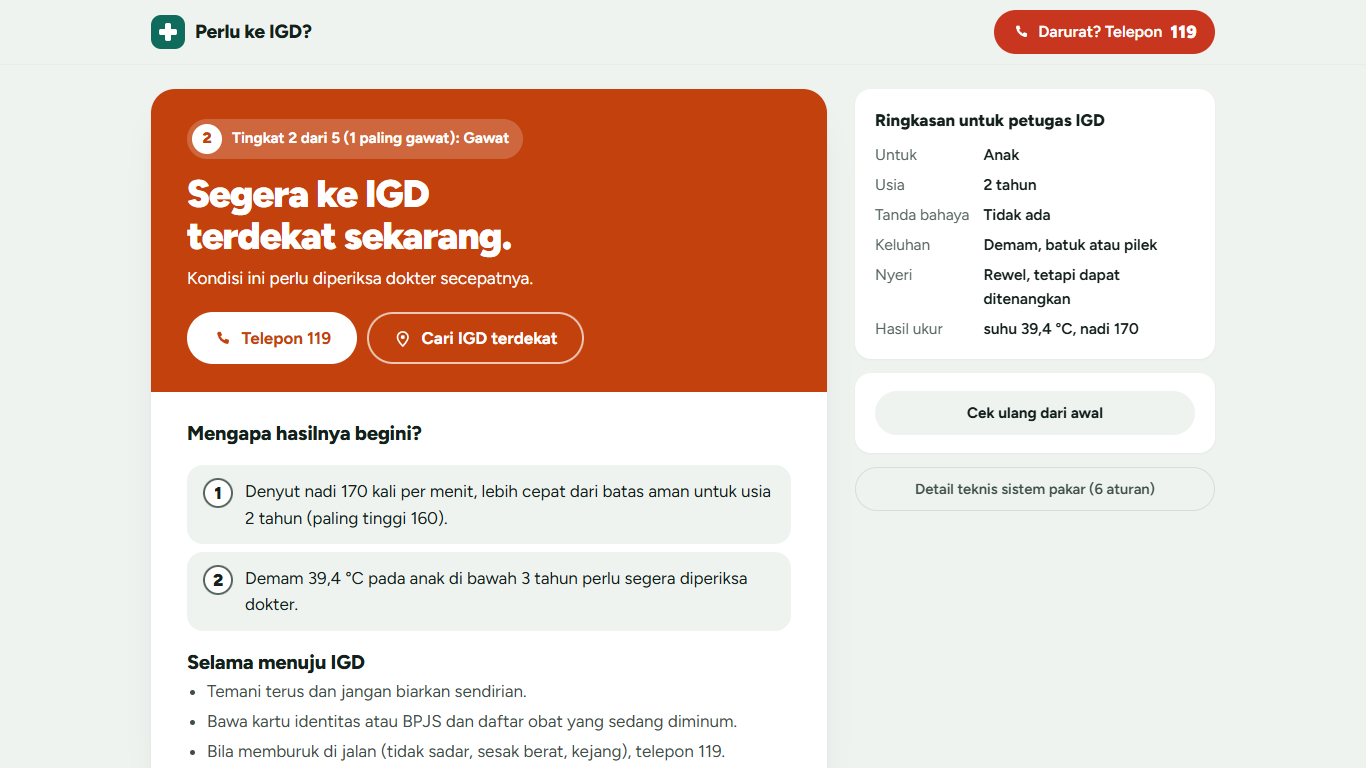 Perlu ke IGD?
Darurat? Telepon 119
2 Tingkat 2 dari 5 (1 paling gawat): Gawat
Segera ke IGD
terdekat sekarang.
Kondisi ini perlu diperiksa dokter secepatnya.
Telepon 119
Cari IGD terdekat
Mengapa hasilnya begini?
1 Denyut nadi 170 kali per menit, lebih cepat dari batas aman untuk usia
2 tahun (paling tinggi 160).
2 Demam 39,4 °C pada anak di bawah 3 tahun perlu segera diperiksa
dokter.
Selama menuju IGD
• Temani terus dan jangan biarkan sendirian.
• Bawa kartu identitas atau BPJS dan daftar obat yang sedang diminum.
• Bila memburuk di jalan (tidak sadar, sesak berat, kejang), telepon 119.
Ringkasan untuk petugas IGD
Untuk Anak
Usia 2 tahun
Tanda bahaya Tidak ada
Keluhan Demam, batuk atau pilek
Nyeri Rewel, tetapi dapat
ditenangkan
Hasil ukur suhu 39,4 °C, nadi 170
Cek ulang dari awal
Detail teknis sistem pakar (6 aturan)